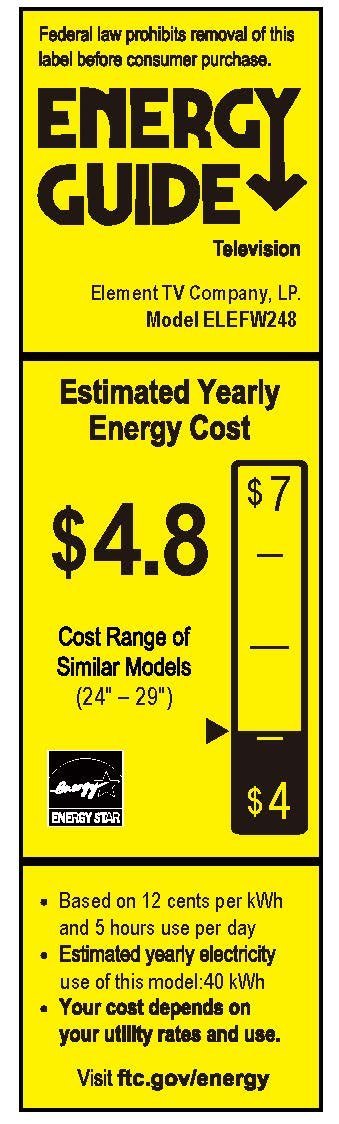 Federal law prohibits removal of this
label before consumer purchase.
ENERGY
GUIDE
Television
Element TV Company, LP.
Model ELEFW248
Estimated Yearly
Energy Cost
$4.8
$7
Cost Range of
Similar Models
(24" – 29")
$4
energy
ENERGY STAR
• Based on 12 cents per kWh
and 5 hours use per day
• Estimated yearly electricity
use of this model:40 kWh
• Your cost depends on
your utility rates and use.
Visit ftc.gov/energy